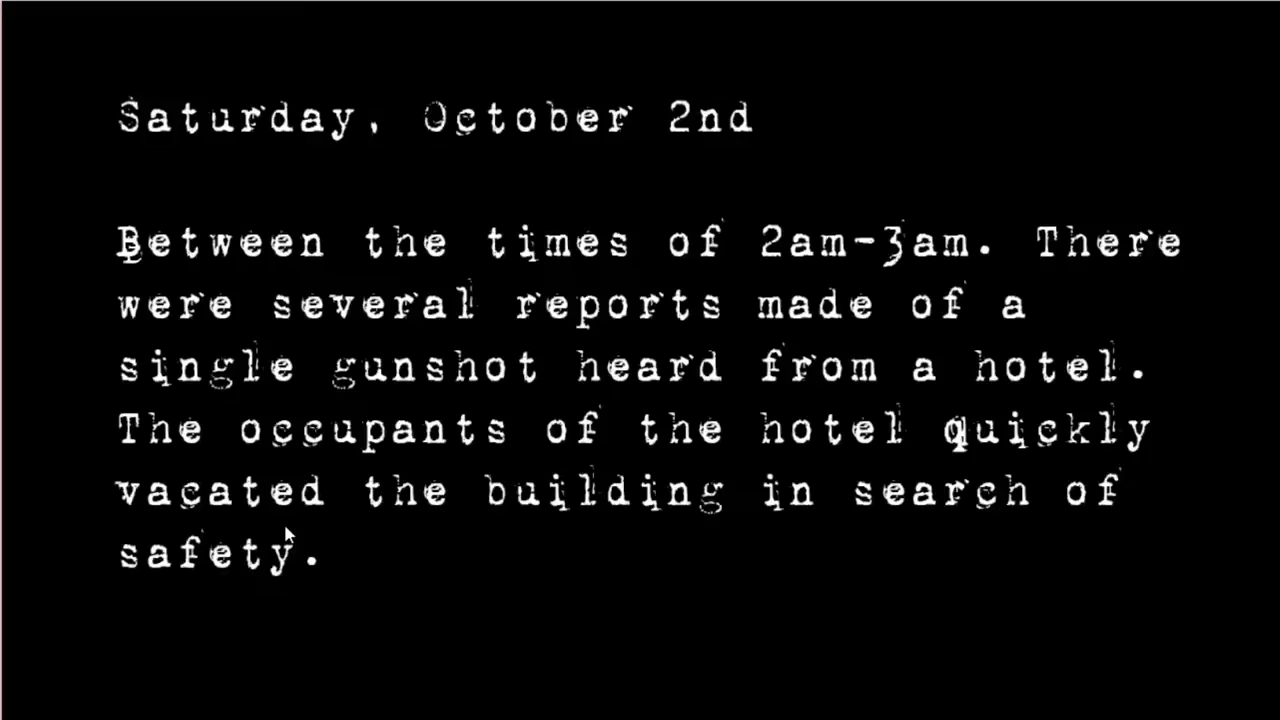 Saturday, October 2nd
Between the times of 2am-3am. There
were several reports made of a
single gunshot heard from a hotel.
The occupants of the hotel quickly
vacated the building in search of
safety.